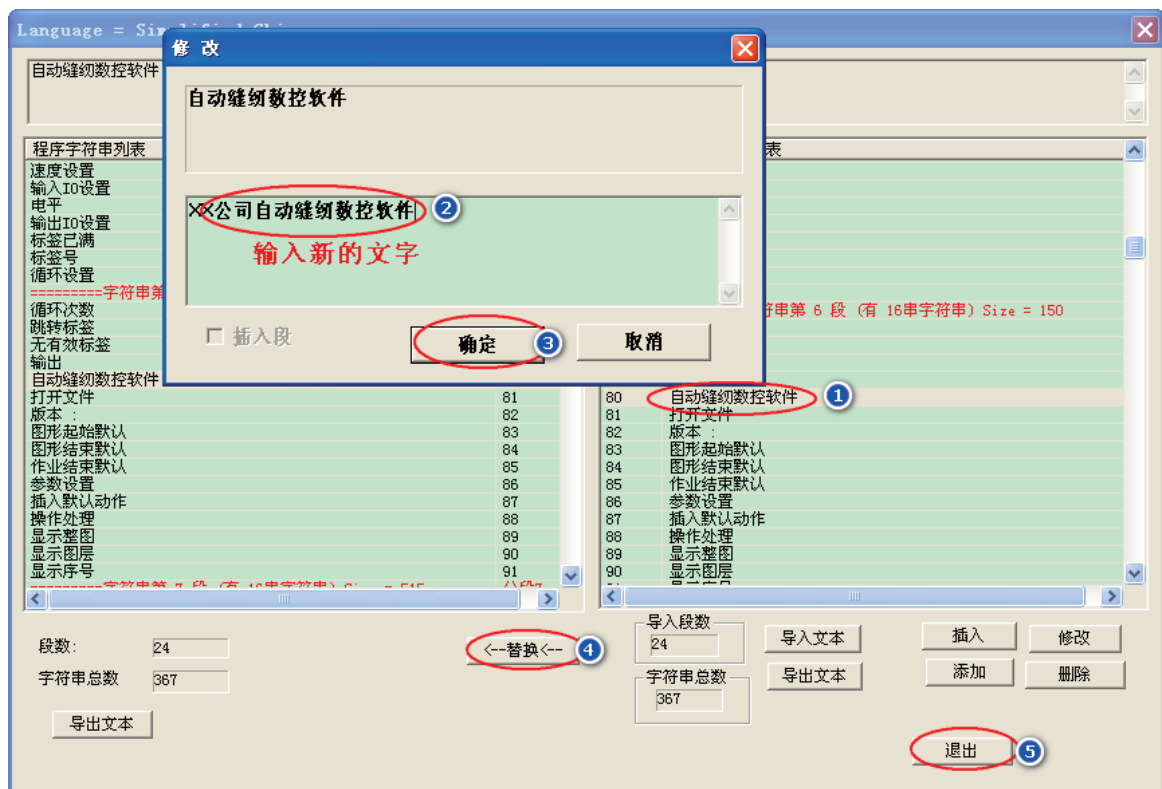 Language = Sim
修 改
自动缝纫数控软件
自动缝纫数控软件
XX公司自动缝纫数控软件
2
输入新的文字
插入段
确定
3
取消
程序字符串列表
速度设置
输入IO设置
电平
输出IO设置
标签已满
标签号
循环设置
=========字符串第
循环次数
跳转标签
无有效标签
输出
自动缝纫数控软件
打开文件 81
版本 : 82
图形起始默认 83
图形结束默认 84
作业结束默认 85
参数设置 86
插入默认动作 87
操作处理 88
显示整图 89
显示图层 90
显示序号 91
表
符串第 6 段 (有 16串字符串) Size = 150
80 自动缝纫数控软件
1
81 打开文件
82 版本 :
83 图形起始默认
84 图形结束默认
85 作业结束默认
86 参数设置
87 插入默认动作
88 操作处理
89 显示整图
90 显示图层
段数: 24
字符串总数 367
导出文本
<--替换<--
4
导入段数
24
字符串总数
367
导入文本
导出文本
插入
修改
添加
删除
退出
5